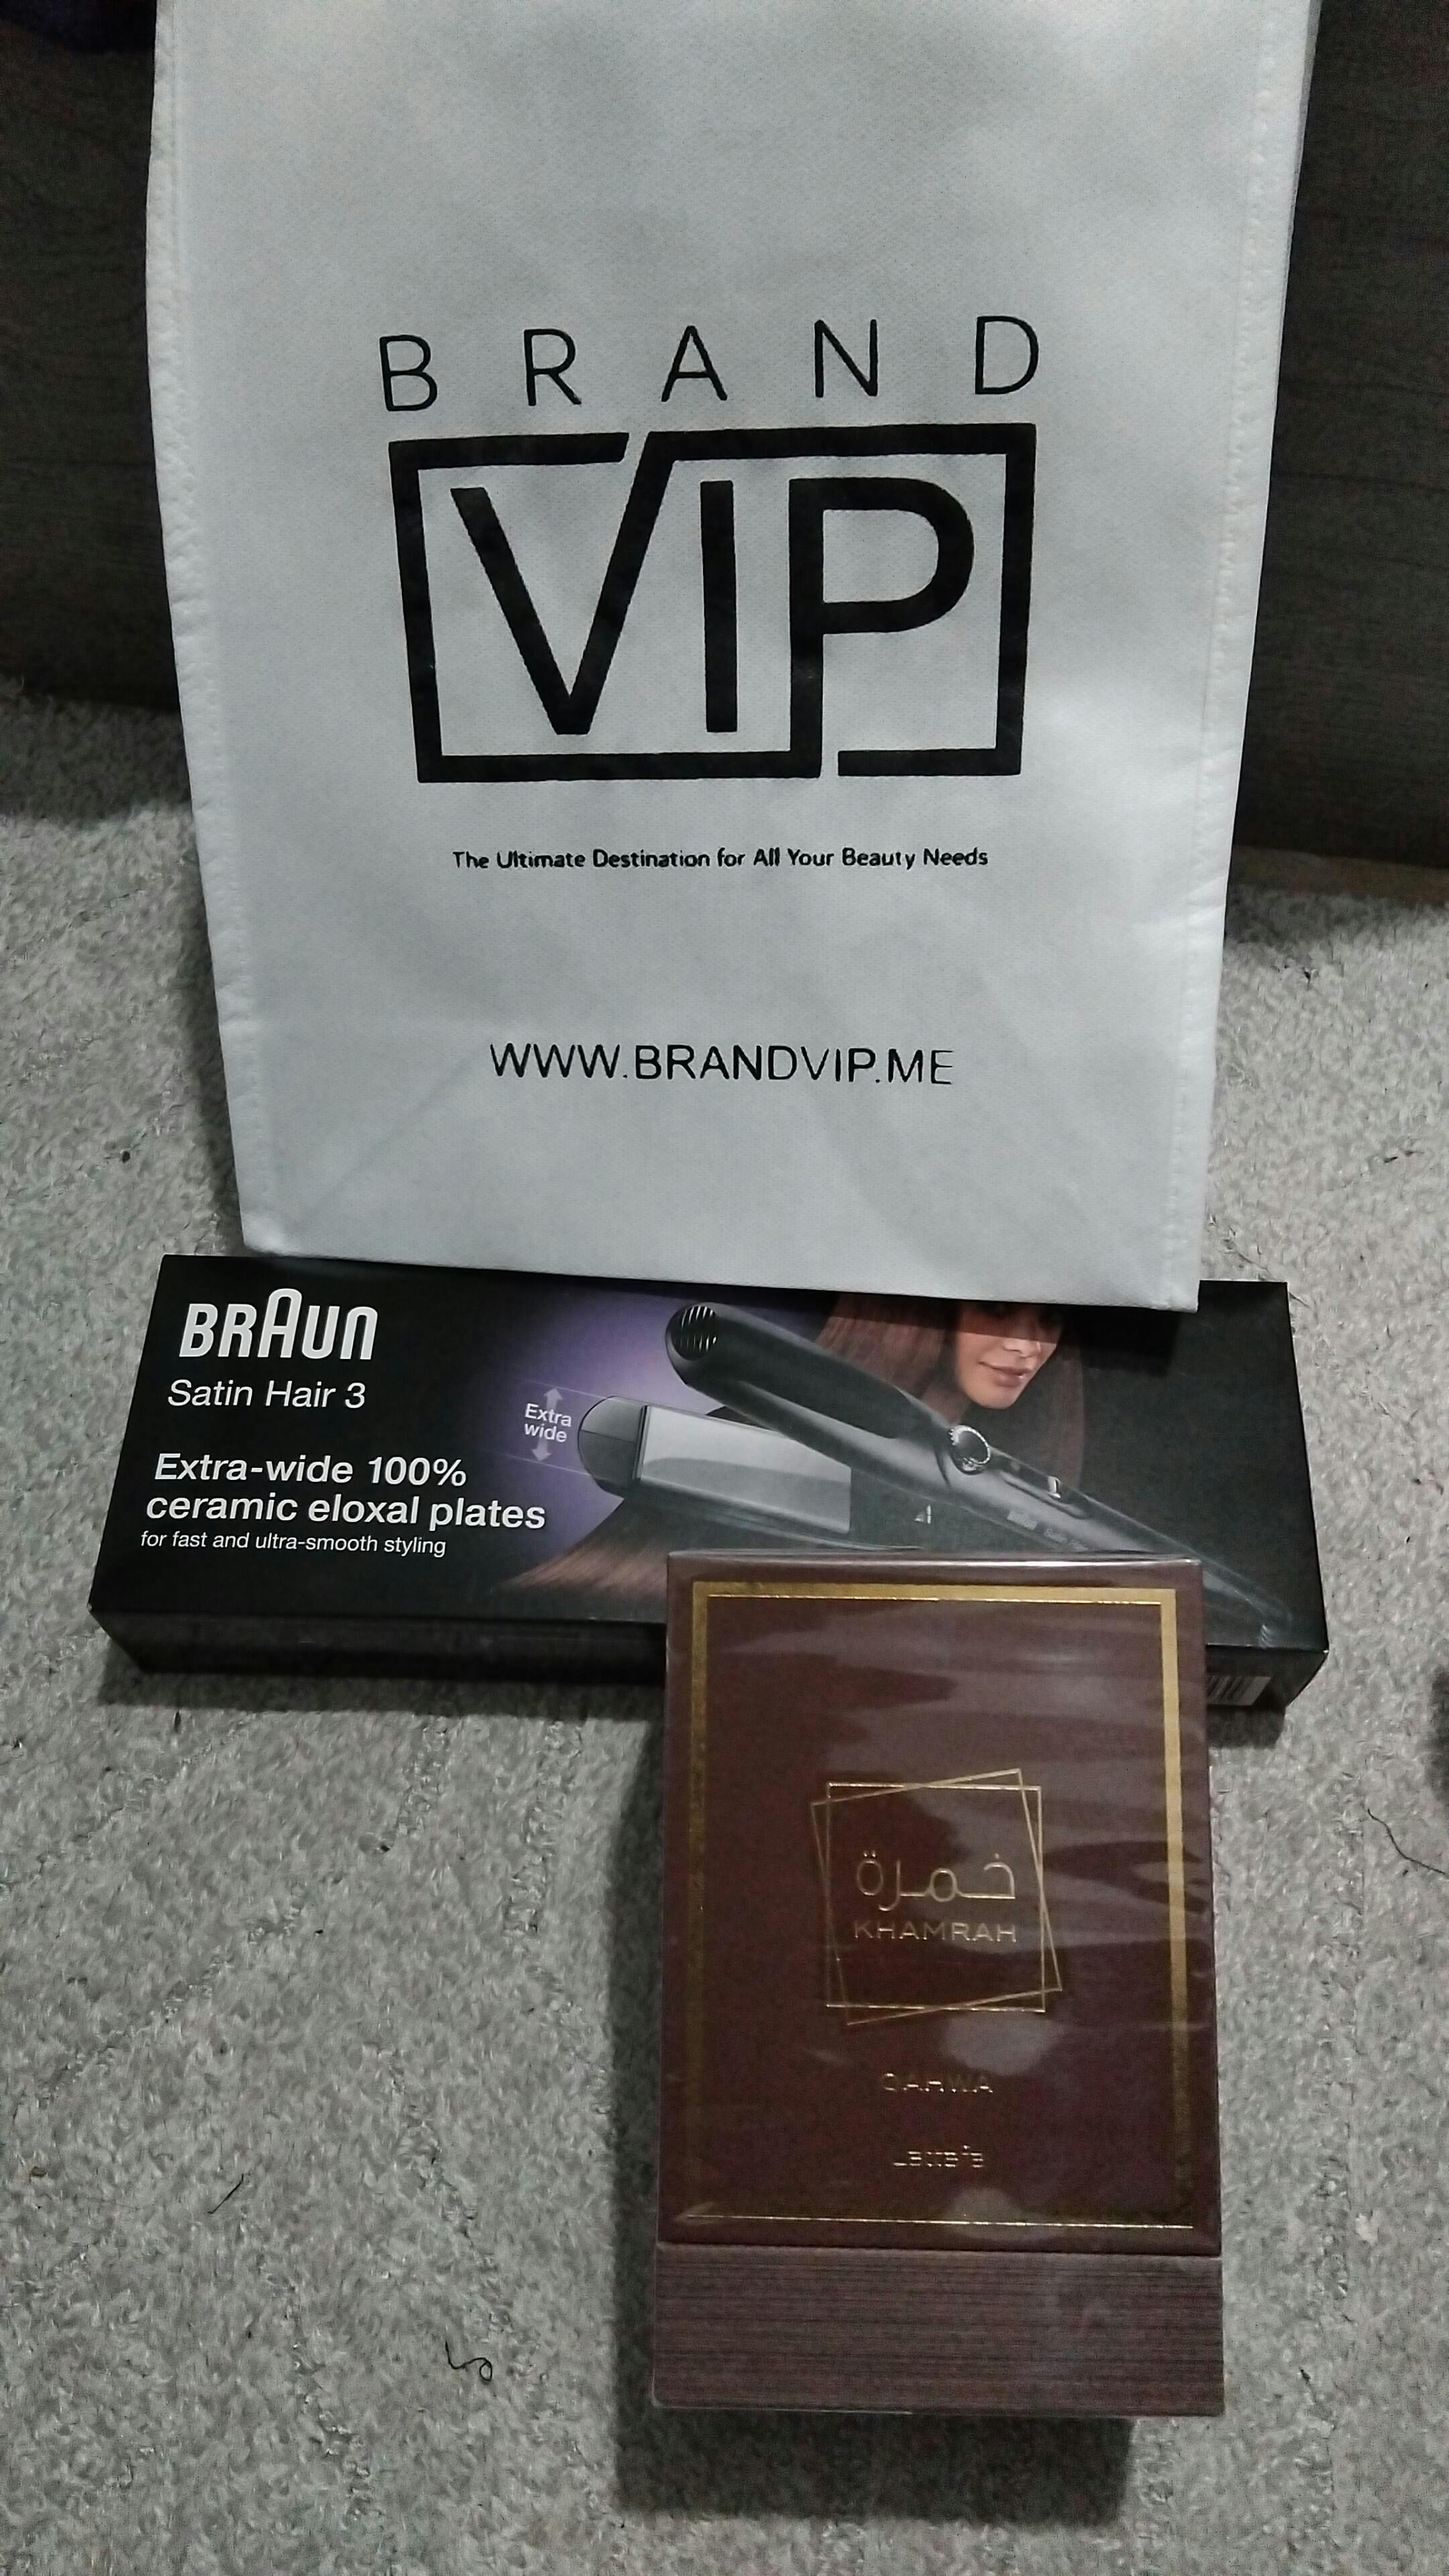 BRAND
VIP
The Ultimate Destination for All Your Beauty Needs
WWW.BRANDVIP.ME
BRAUN
Satin Hair 3
Extra
wide
Extra-wide 100%
ceramic eloxal plates
for fast and ultra-smooth styling
خمرة
KHAMRAH
QAHWA
Lattafa